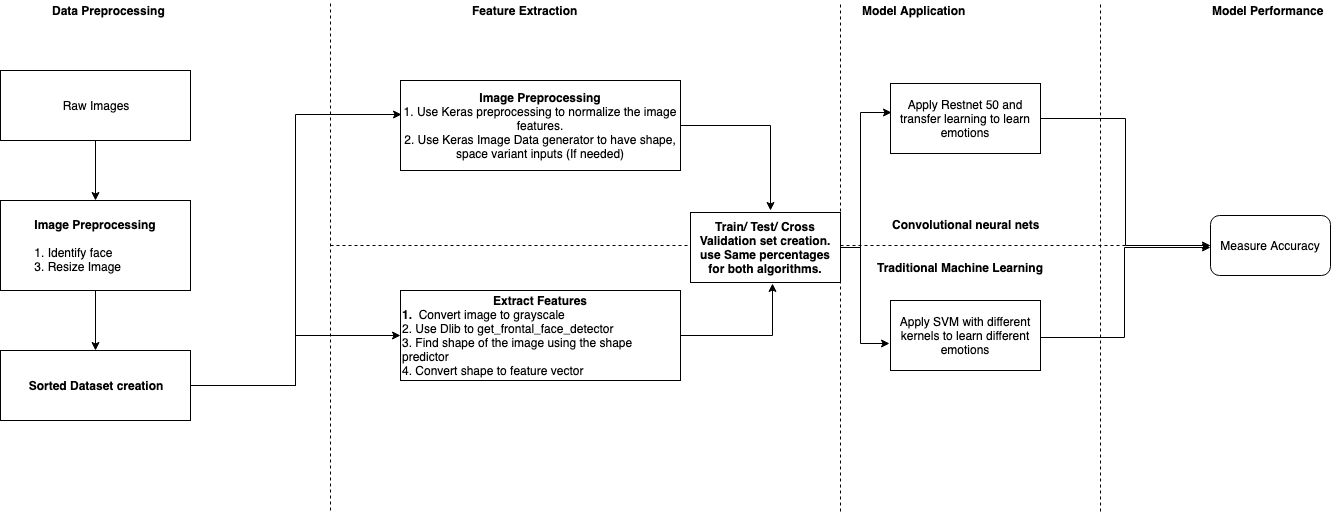 Data Preprocessing
Feature Extraction
Model Application
Model Performance
Raw Images
Image Preprocessing
1. Identify face
3. Resize Image
Sorted Dataset creation
Image Preprocessing
1. Use Keras preprocessing to normalize the image
features.
2. Use Keras Image Data generator to have shape,
space variant inputs (If needed)
Extract Features
1. Convert image to grayscale
2. Use Dlib to get_frontal_face_detector
3. Find shape of the image using the shape
predictor
4. Convert shape to feature vector
Train/ Test/ Cross
Validation set creation.
use Same percentages
for both algorithms.
Apply Restnet 50 and
transfer learning to learn
emotions
Convolutional neural nets
Traditional Machine Learning
Apply SVM with different
kernels to learn different
emotions
Measure Accuracy